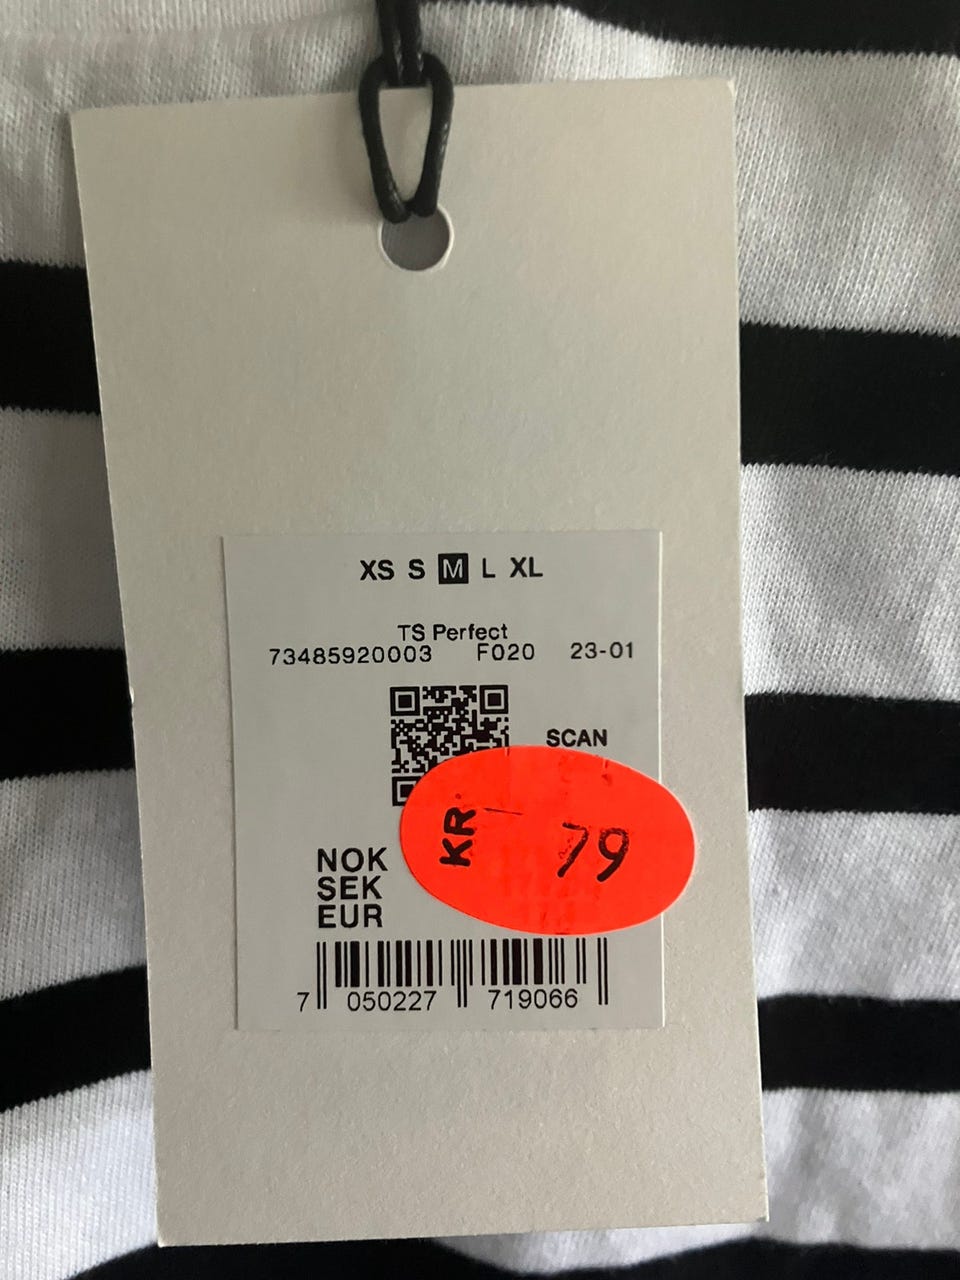 XS S M L XL
TS Perfect
73485920003 F020 23-01
SCAN
KR 79
NOK
SEK
EUR
7 050227 719066